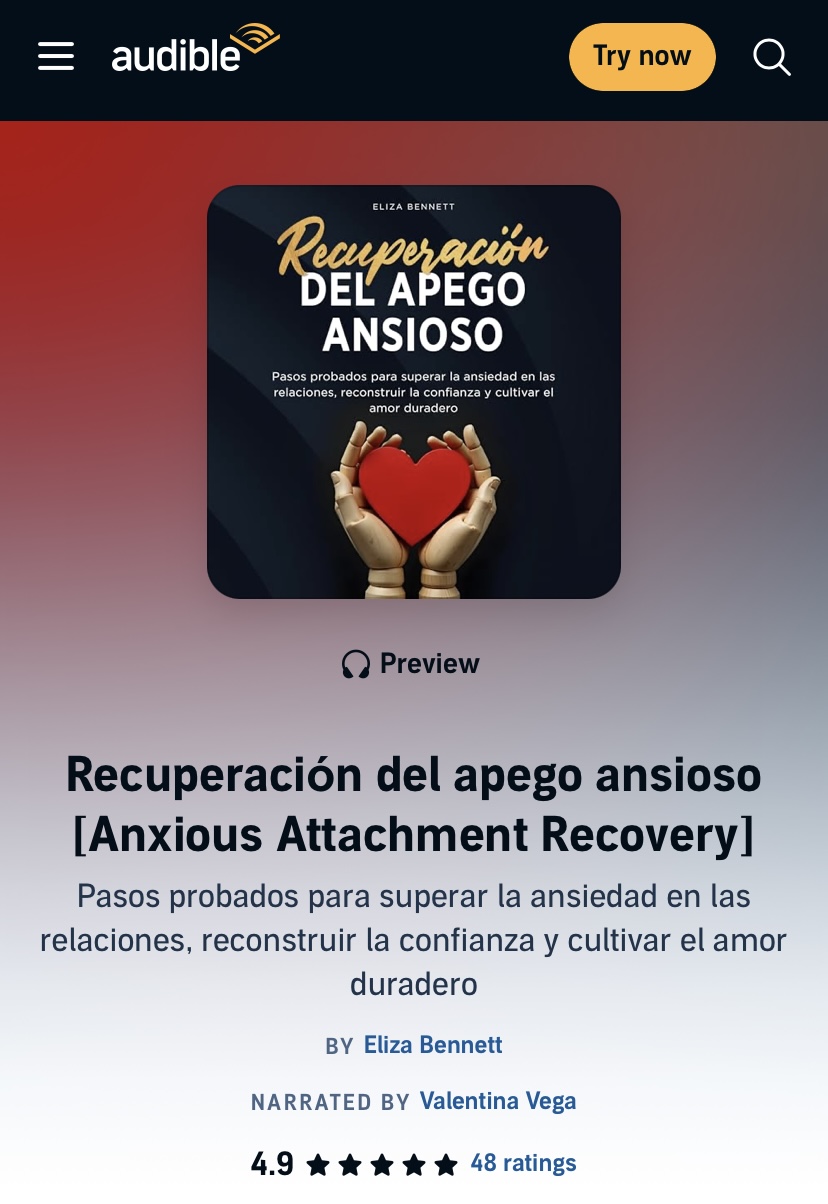 audible
Try now
ELIZA BENNETT
Recuperación
DEL APEGO
ANSIOSO
Pasos probados para superar la ansiedad en las
relaciones, reconstruir la confianza y cultivar el
amor duradero
Preview
Recuperación del apego ansioso
[Anxious Attachment Recovery]
Pasos probados para superar la ansiedad en las
relaciones, reconstruir la confianza y cultivar el amor
duradero
BY Eliza Bennett
NARRATED BY Valentina Vega
4.9 ★★★★★ 48 ratings